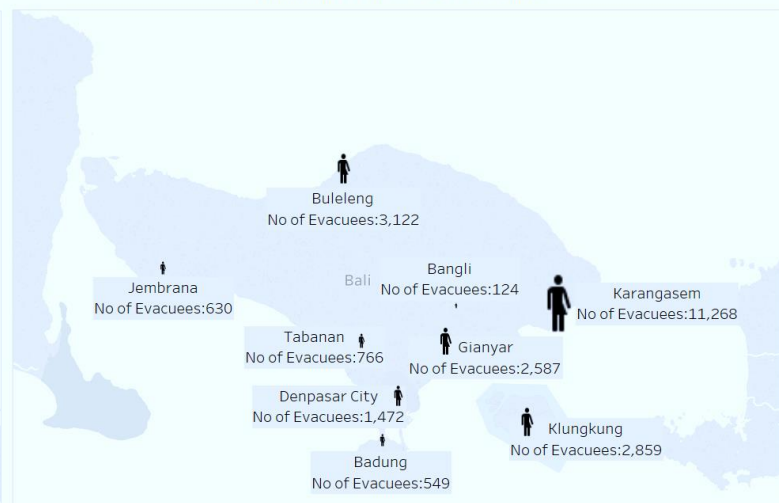 Buleleng
No of Evacuees:3,122
Bali
Bangli
No of Evacuees:124
Jembrana
No of Evacuees:630
Karangasem
No of Evacuees:11,268
Tabanan
No of Evacuees:766
Gianyar
No of Evacuees:2,587
Denpasar City
No of Evacuees:1,472
Klungkung
No of Evacuees:2,859
Badung
No of Evacuees:549